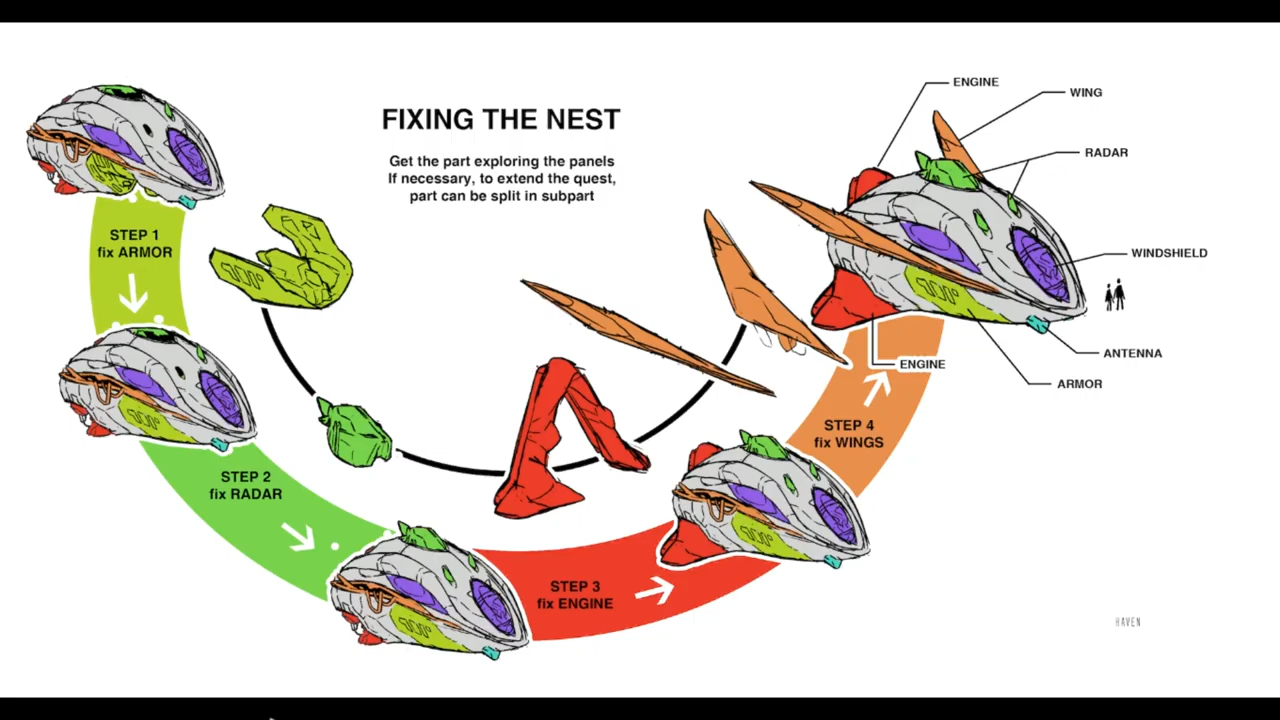 FIXING THE NEST
Get the part exploring the panels
If necessary, to extend the quest,
part can be split in subpart
STEP 1
fix ARMOR
STEP 2
fix RADAR
STEP 3
fix ENGINE
STEP 4
fix WINGS
ENGINE
WING
RADAR
WINDSHIELD
ANTENNA
ARMOR
ENGINE
HAVEN